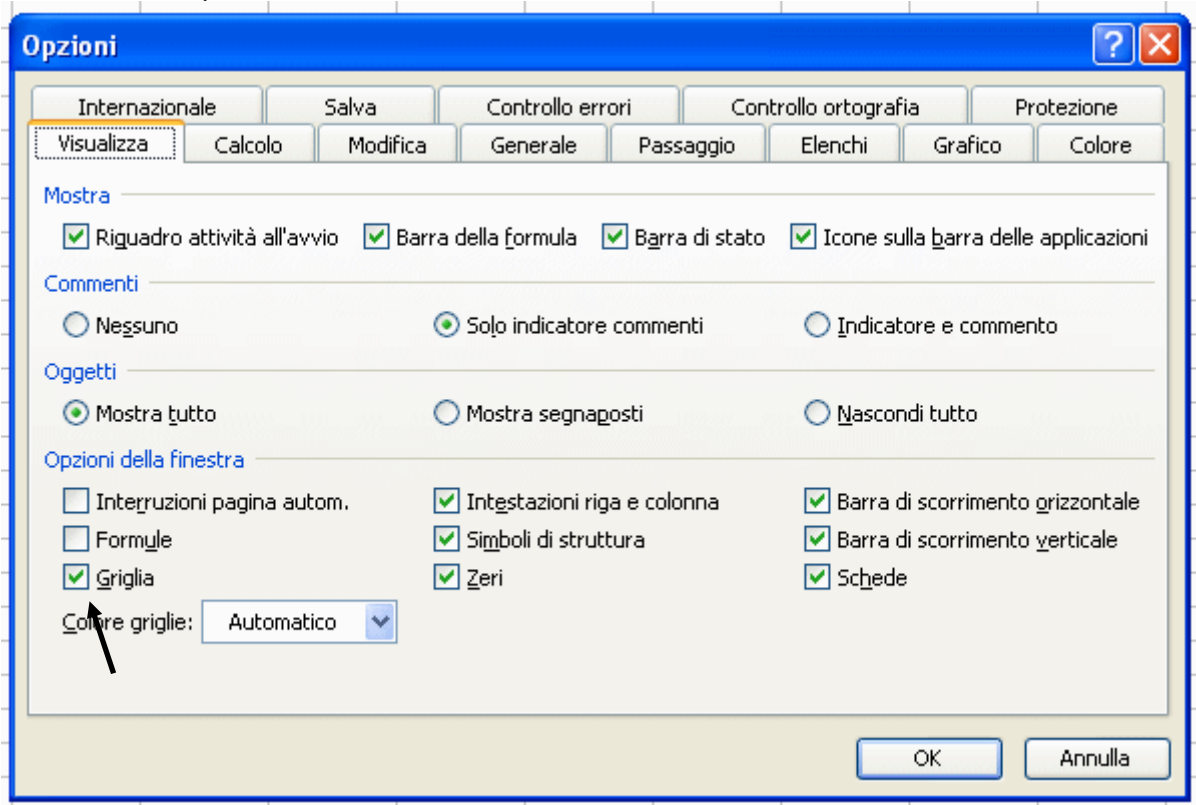 Opzioni
Internazionale Salva Controllo errori Controllo ortografia Protezione
Visualizza Calcolo Modifica Generale Passaggio Elenchi Grafico Colore
Mostra
Riquadro attività all'avvio Barra della formula Barra di stato Icone sulla barra delle applicazioni
Commenti
Nessuno Solo indicatore commenti Indicatore e commento
Oggetti
Mostra tutto Mostra segnaposti Nascondi tutto
Opzioni della finestra
Interruzioni pagina autom. Intestazioni riga e colonna Barra di scorrimento orizzontale
Formule Simboli di struttura Barra di scorrimento verticale
Griglia Zeri Schede
Colore griglie: Automatico
OK Annulla